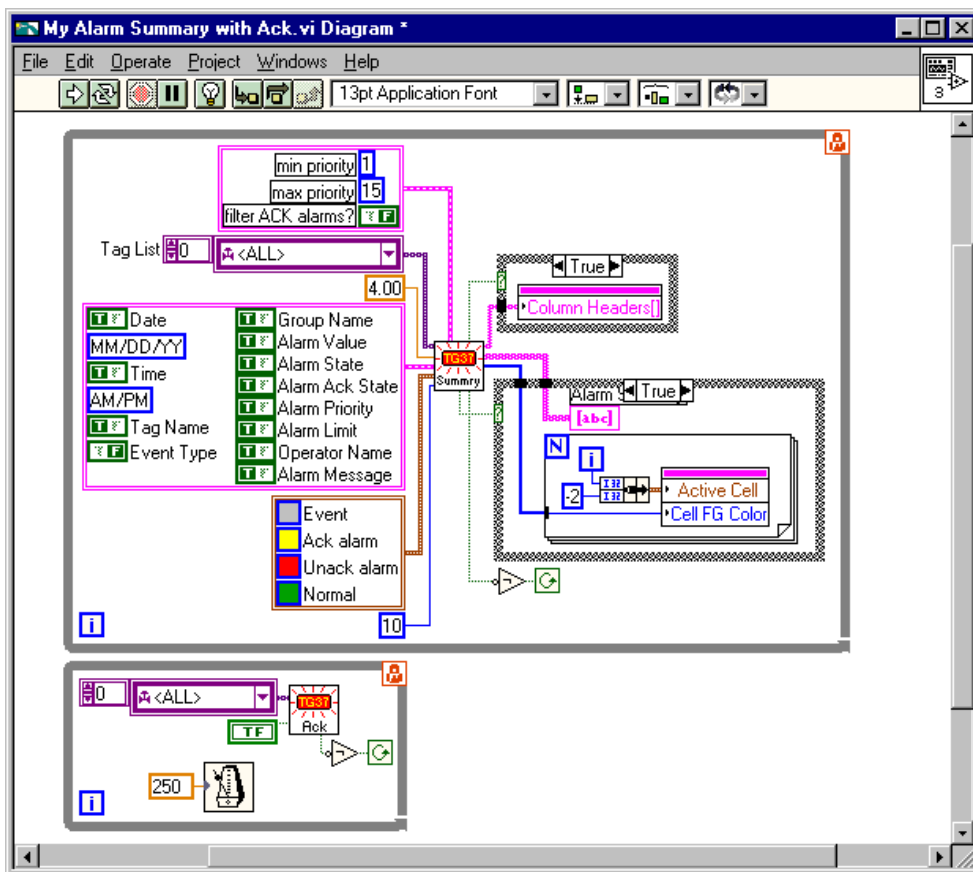 My Alarm Summary with Ack.vi Diagram *
File Edit Operate Project Windows Help
13pt Application Font
3
min priority 1
max priority 15
filter ACK alarms? F
Tag List 0 <ALL>
4.00
True
Column Headers[]
T Date
MM/DD/YY
T Time
AM/PM
T Tag Name
F Event Type
T Group Name
T Alarm Value
T Alarm State
T Alarm Ack State
T Alarm Priority
T Alarm Limit
T Operator Name
T Alarm Message
TG37
Summry
?
?
Alarm S
True
[abc]
N
i
-2
I32
I32
Active Cell
Cell FG Color
Event
Ack alarm
Unack alarm
Normal
10
i
0 <ALL>
TG37
Ack
TF
250
i